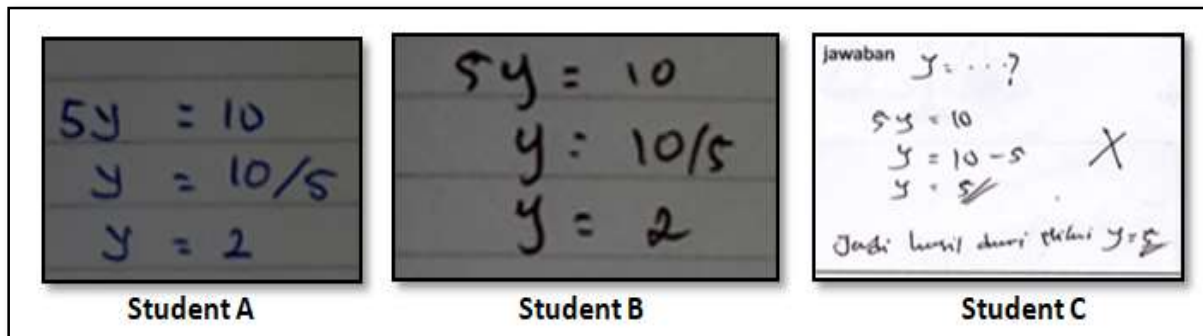 5y = 10
y = 10/5
y = 2
Student A
5y = 10
y = 10/5
y = 2
Student B
jawaban y = ...?
5y = 10
y = 10 - 5
y = 5
X
Jadi hasil dari nilai y = 5
Student C